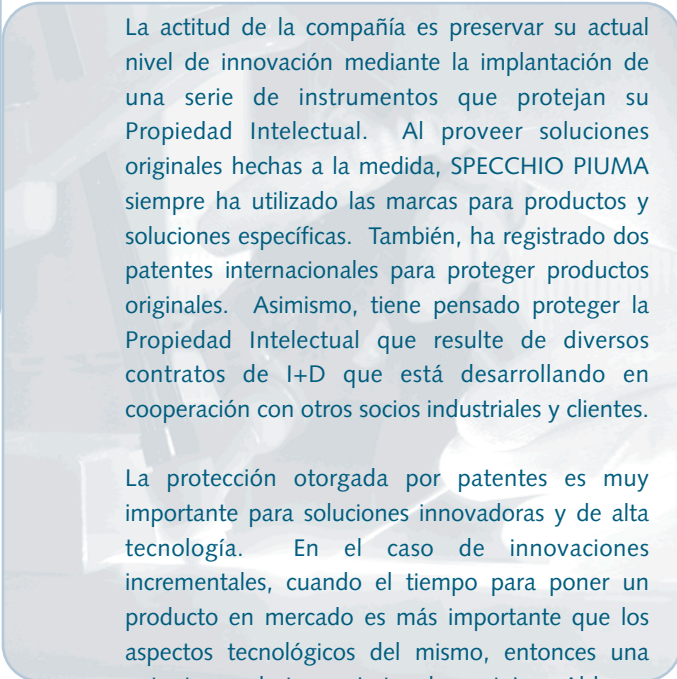 La actitud de la compañía es preservar su actual
nivel de innovación mediante la implantación de
una serie de instrumentos que protejan su
Propiedad Intelectual. Al proveer soluciones
originales hechas a la medida, SPECCHIO PIUMA
siempre ha utilizado las marcas para productos y
soluciones específicas. También, ha registrado dos
patentes internacionales para proteger productos
originales. Asimismo, tiene pensado proteger la
Propiedad Intelectual que resulte de diversos
contratos de I+D que está desarrollando en
cooperación con otros socios industriales y clientes.
La protección otorgada por patentes es muy
importante para soluciones innovadoras y de alta
tecnología. En el caso de innovaciones
incrementales, cuando el tiempo para poner un
producto en mercado es más importante que los
aspectos tecnológicos del mismo, entonces una